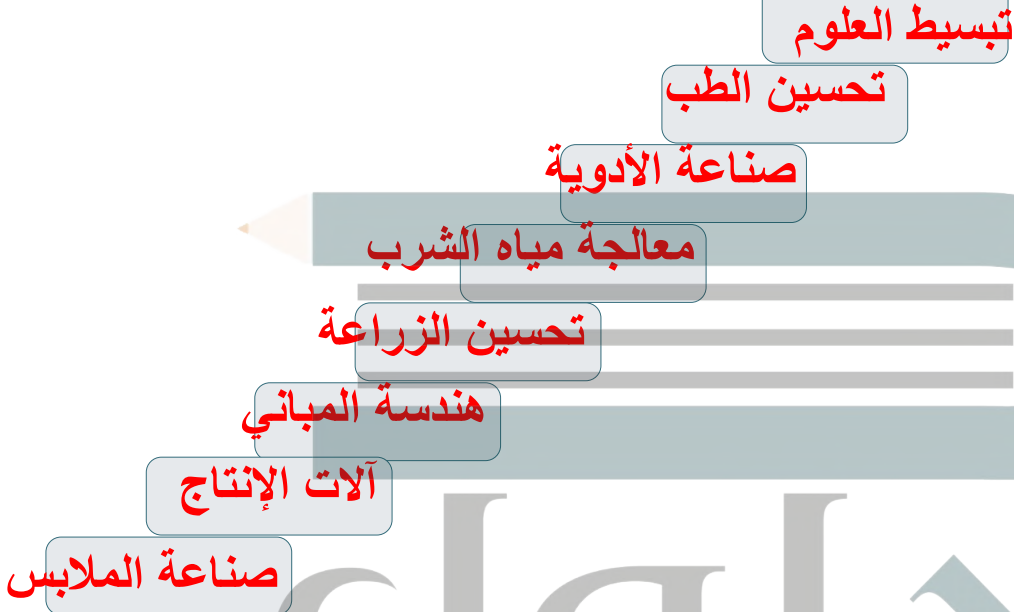 تبسيط العلوم
تحسين الطب
صناعة الأدوية
معالجة مياه الشرب
تحسين الزراعة
هندسة المباني
آلات الإنتاج
صناعة الملابس